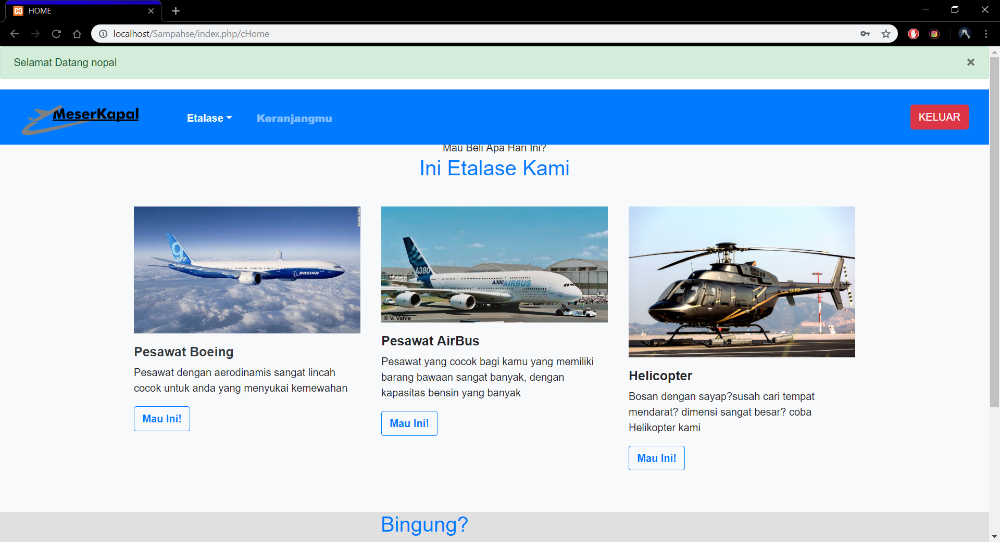 HOME
localhost/Sampahse/index.php/cHome
Selamat Datang nopal
MeserKapal
Etalase
Keranjangmu
KELUAR
Mau Beli Apa Hari Ini?
Ini Etalase Kami
777
BOEING
A380
A380 AIRBUS
© V. Vahle
SX-HSI
Pesawat Boeing
Pesawat dengan aerodinamis sangat lincah
cocok untuk anda yang menyukai kemewahan
Mau Ini!
Pesawat AirBus
Pesawat yang cocok bagi kamu yang memiliki
barang bawaan sangat banyak, dengan
kapasitas bensin yang banyak
Mau Ini!
Helicopter
Bosan dengan sayap?susah cari tempat
mendarat? dimensi sangat besar? coba
Helikopter kami
Mau Ini!
Bingung?